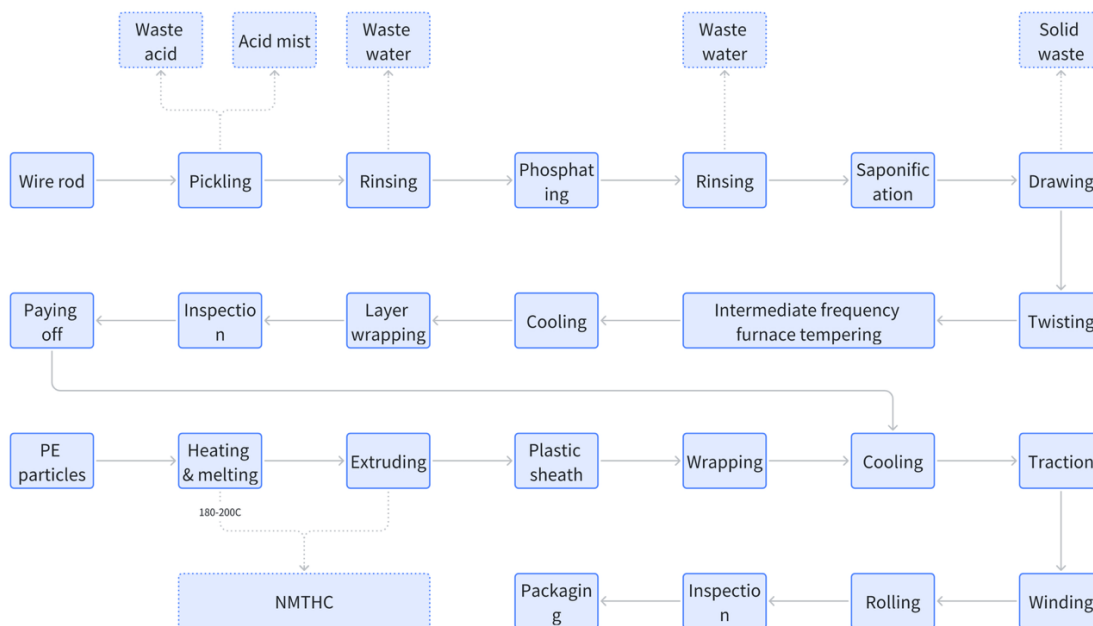 Waste
acid
Acid mist
Waste
water
Waste
water
Solid
waste
Wire rod
Pickling
Rinsing
Phosphat
ing
Rinsing
Saponific
ation
Drawing
Paying
off
Inspectio
n
Layer
wrapping
Cooling
Intermediate frequency
furnace tempering
Twisting
PE
particles
Heating
& melting
Extruding
Plastic
sheath
Wrapping
Cooling
Traction
180-200C
NMTHC
Packagin
g
Inspectio
n
Rolling
Winding